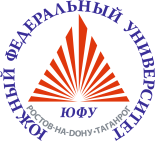 ЮЖНЫЙ ФЕДЕРАЛЬНЫЙ УНИВЕРСИТЕТ
ЮФУ
РОСТОВ-НА-ДОНУ-ТАГАНРОГ